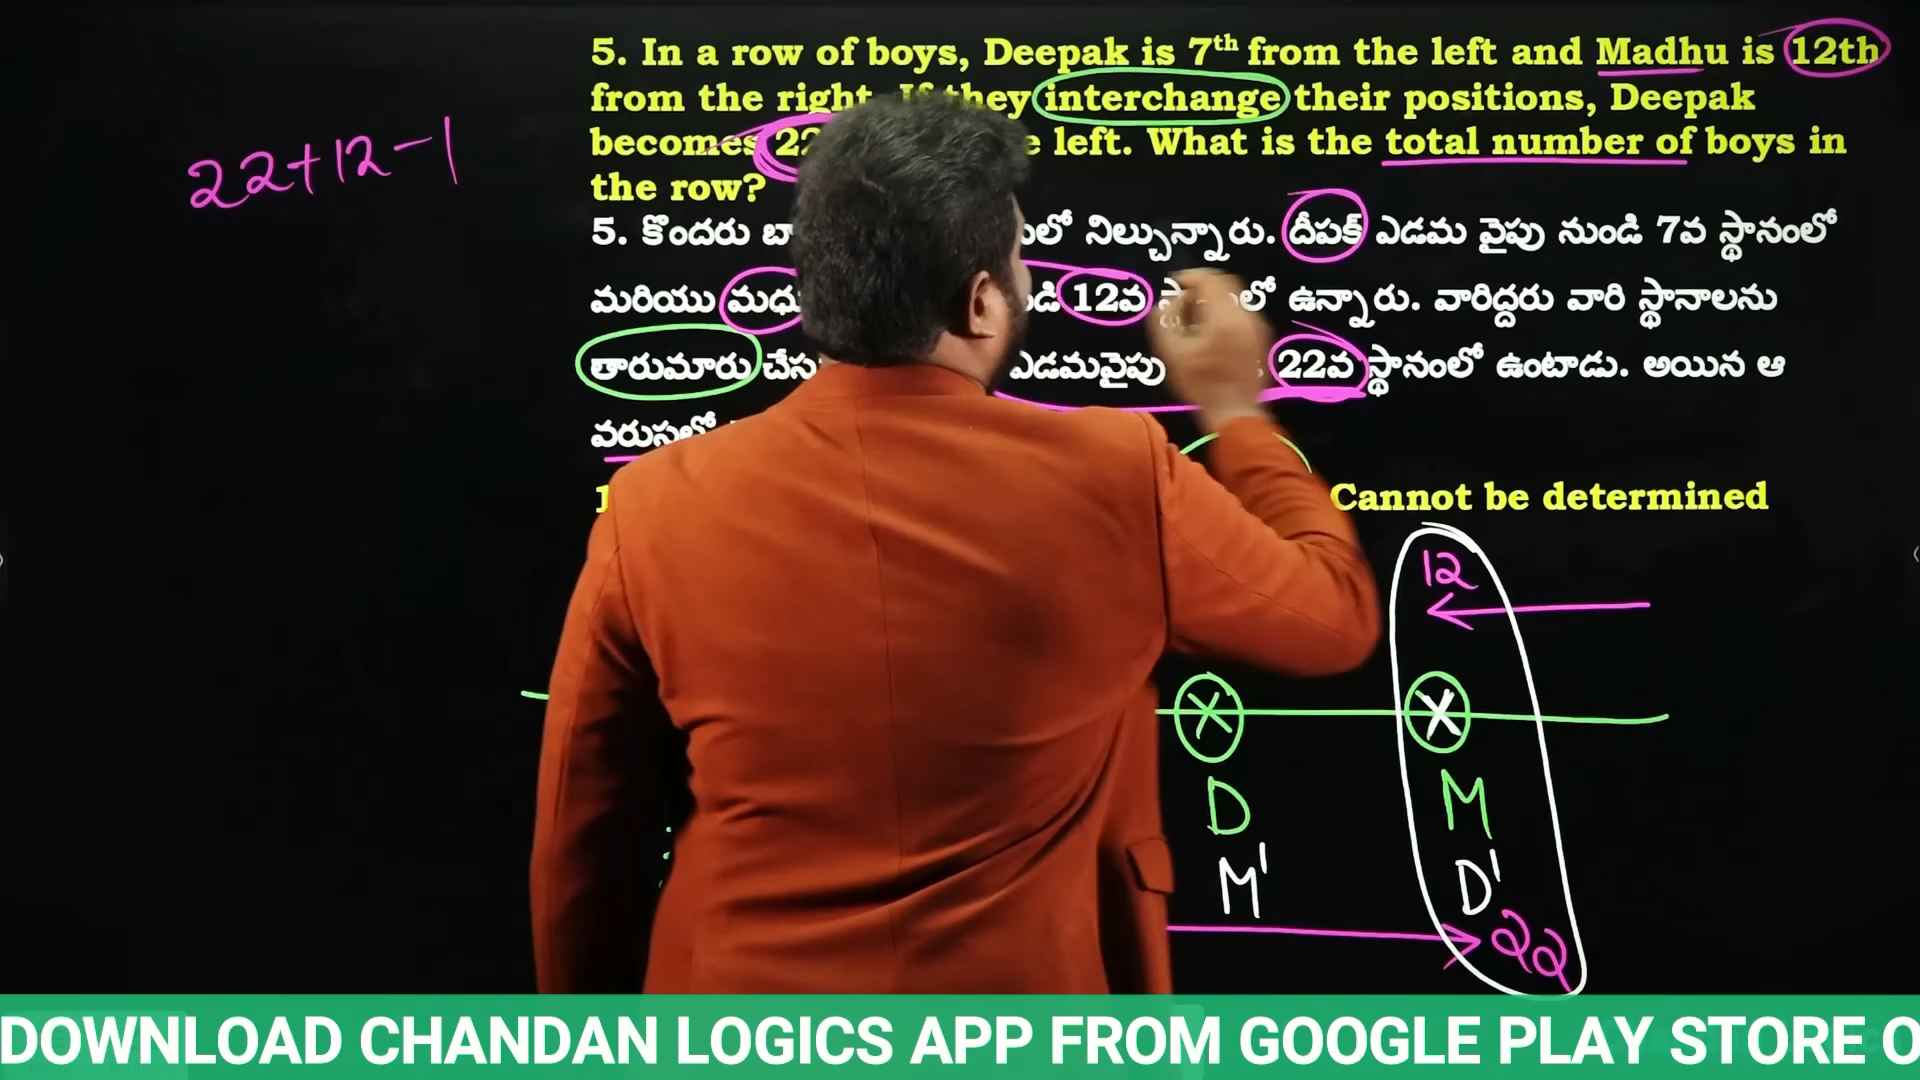 5. In a row of boys, Deepak is 7th from the left and Madhu is 12th
from the right. If they interchange their positions, Deepak
becomes 22 left. What is the total number of boys in
the row?
22+12-1
5. కొందరు నిల్చున్నారు. దీపక్ ఎడమ వైపు నుండి 7వ స్థానంలో
మరియు 12వ ఉన్నారు. వారిద్దరు వారి స్థానాలను
తారుమారు ఎడమవైపు 22వ స్థానంలో ఉంటాడు. అయిన ఆ
వరుసలో
Cannot be determined
12
X X
D M
M' D'
22
DOWNLOAD CHANDAN LOGICS APP FROM GOOGLE PLAY STORE O